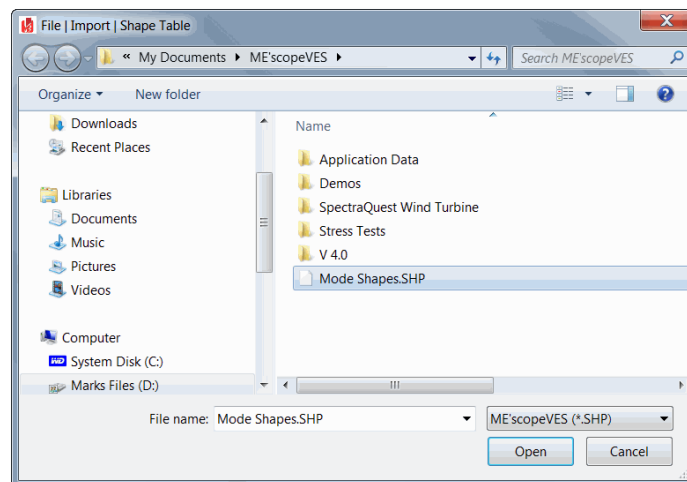 File | Import | Shape Table
« My Documents ME'scopeVES Search ME'scopeVES
Organize New folder
Downloads
Recent Places
Libraries
Documents
Music
Pictures
Videos
Computer
System Disk (C:)
Marks Files (D:)
Name
Application Data
Demos
SpectraQuest Wind Turbine
Stress Tests
V 4.0
Mode Shapes.SHP
File name: Mode Shapes.SHP ME'scopeVES (*.SHP)
Open Cancel